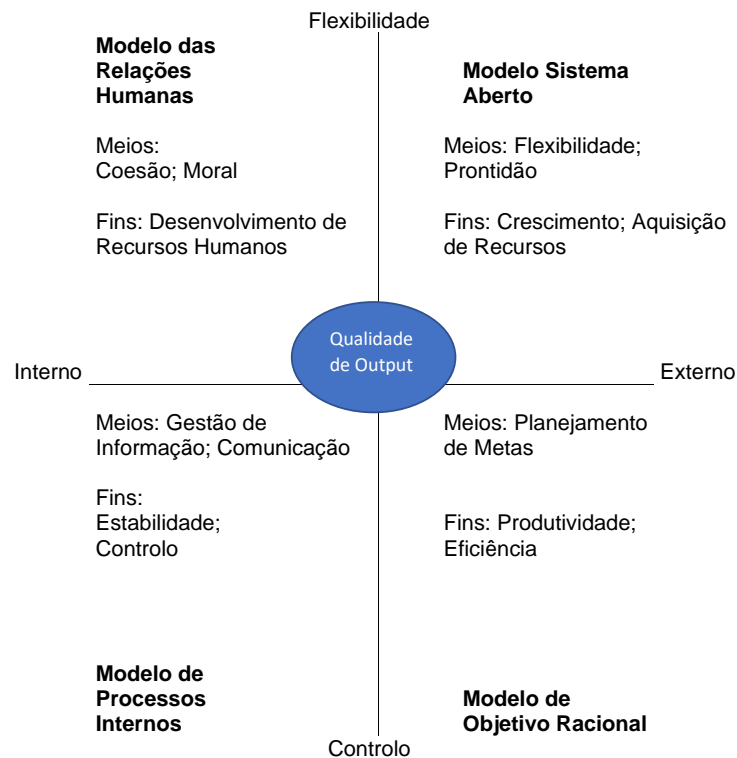 Flexibilidade
Modelo das
Relações
Humanas
Modelo Sistema
Aberto
Meios:
Coesão; Moral
Meios: Flexibilidade;
Prontidão
Fins: Desenvolvimento de
Recursos Humanos
Fins: Crescimento; Aquisição
de Recursos
Qualidade
de Output
Interno
Externo
Meios: Gestão de
Informação; Comunicação
Meios: Planejamento
de Metas
Fins:
Estabilidade;
Controlo
Fins: Produtividade;
Eficiência
Modelo de
Processos
Internos
Modelo de
Objetivo Racional
Controlo